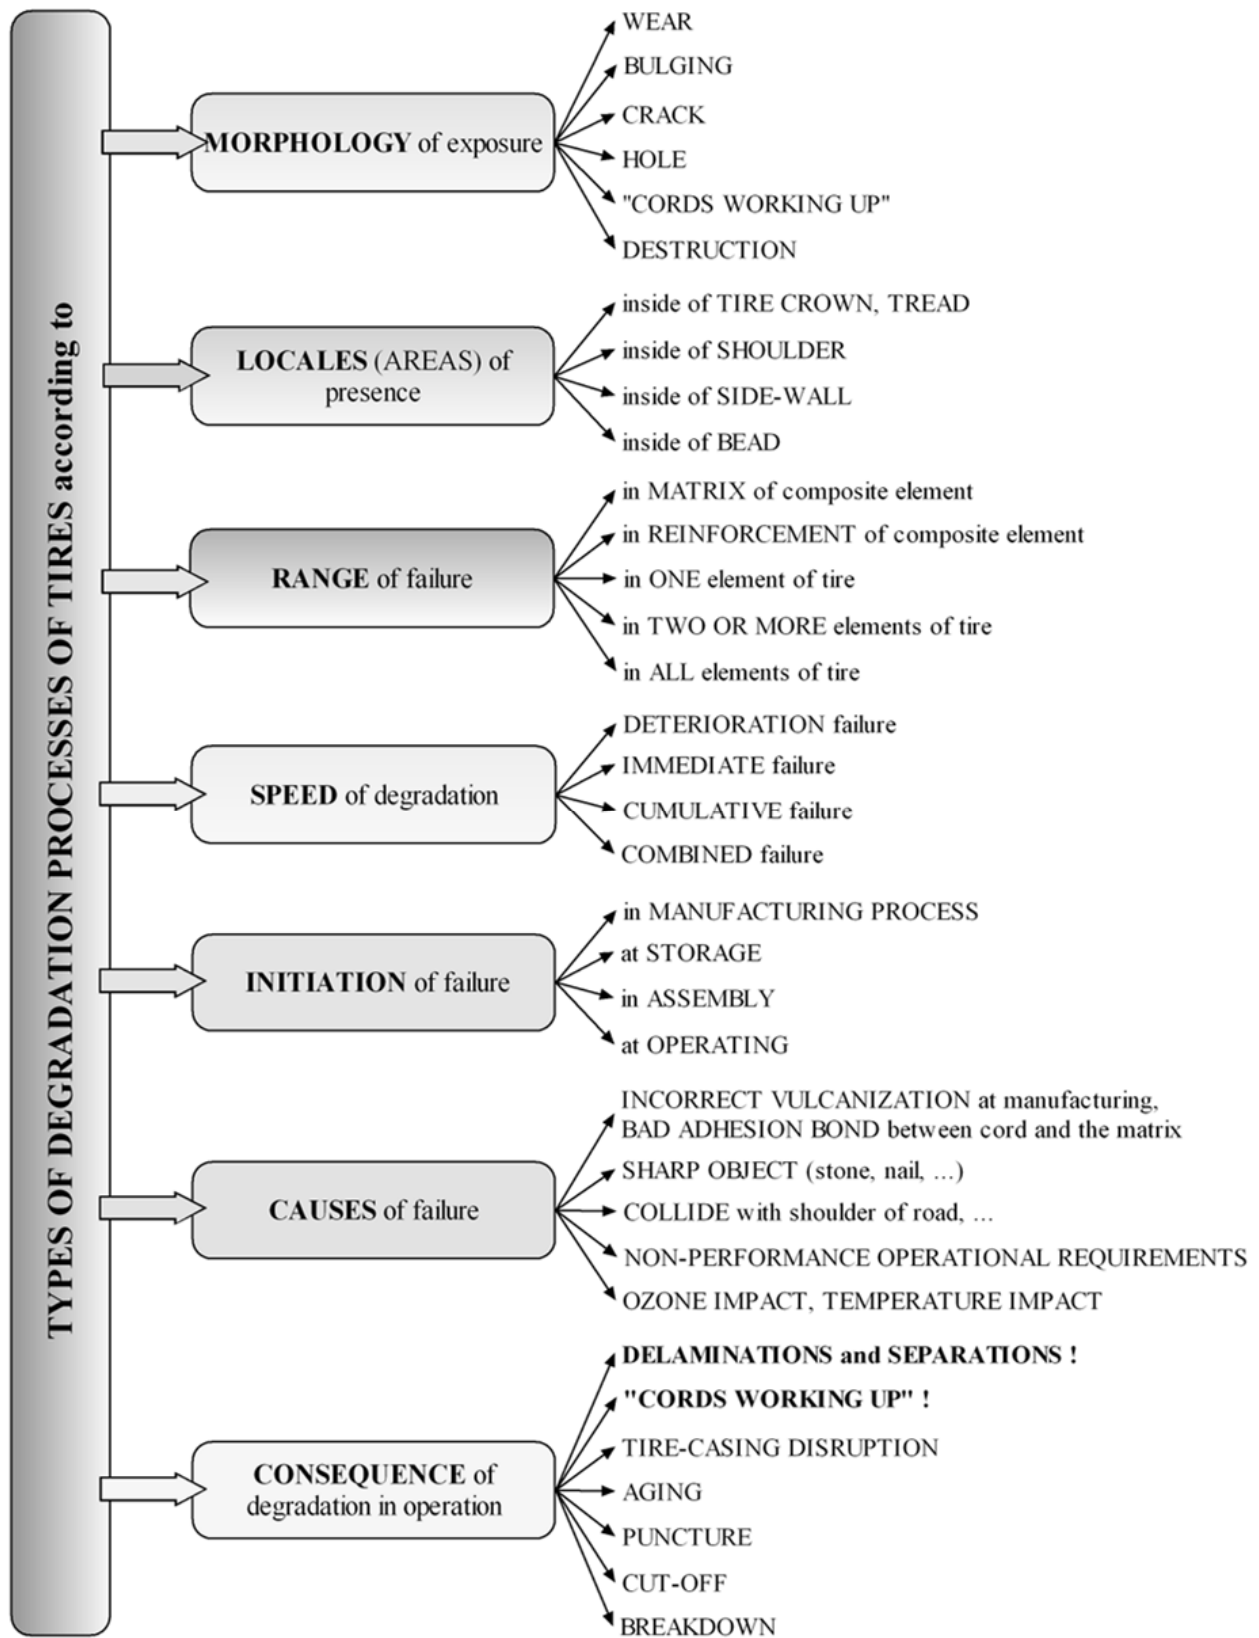 TYPES OF DEGRADATION PROCESSES OF TIRES according to
MORPHOLOGY of exposure
WEAR
BULGING
CRACK
HOLE
"CORDS WORKING UP"
DESTRUCTION
LOCALES (AREAS) of
presence
inside of TIRE CROWN, TREAD
inside of SHOULDER
inside of SIDE-WALL
inside of BEAD
RANGE of failure
in MATRIX of composite element
in REINFORCEMENT of composite element
in ONE element of tire
in TWO OR MORE elements of tire
in ALL elements of tire
SPEED of degradation
DETERIORATION failure
IMMEDIATE failure
CUMULATIVE failure
COMBINED failure
INITIATION of failure
in MANUFACTURING PROCESS
at STORAGE
in ASSEMBLY
at OPERATING
CAUSES of failure
INCORRECT VULCANIZATION at manufacturing,
BAD ADHESION BOND between cord and the matrix
SHARP OBJECT (stone, nail, ...)
COLLIDE with shoulder of road, ...
NON-PERFORMANCE OPERATIONAL REQUIREMENTS
OZONE IMPACT, TEMPERATURE IMPACT
CONSEQUENCE of
degradation in operation
DELAMINATIONS and SEPARATIONS !
"CORDS WORKING UP" !
TIRE-CASING DISRUPTION
AGING
PUNCTURE
CUT-OFF
BREAKDOWN